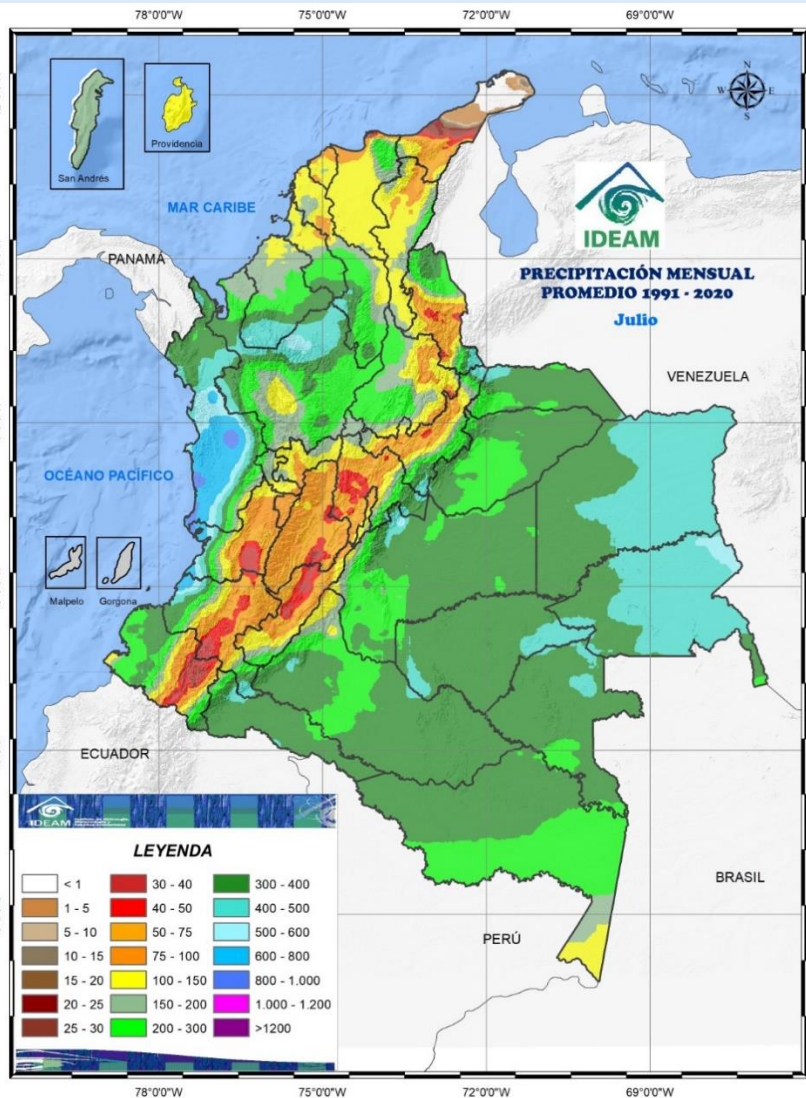 78°0'0"W
75°0'0"W
72°0'0"W
69°0'0"W
San Andrés
Providencia
W
N
E
S
MAR CARIBE
IDEAM
PANAMÁ
PRECIPITACIÓN MENSUAL
PROMEDIO 1991 - 2020
Julio
VENEZUELA
OCÉANO PACÍFICO
Malpelo
Gorgona
ECUADOR
IDEAM
LEYENDA
< 1
1 - 5
5 - 10
10 - 15
15 - 20
20 - 25
25 - 30
30 - 40
40 - 50
50 - 75
75 - 100
100 - 150
150 - 200
200 - 300
300 - 400
400 - 500
500 - 600
600 - 800
800 - 1.000
1.000 - 1.200
>1200
BRASIL
PERÚ
78°0'0"W
75°0'0"W
72°0'0"W
69°0'0"W